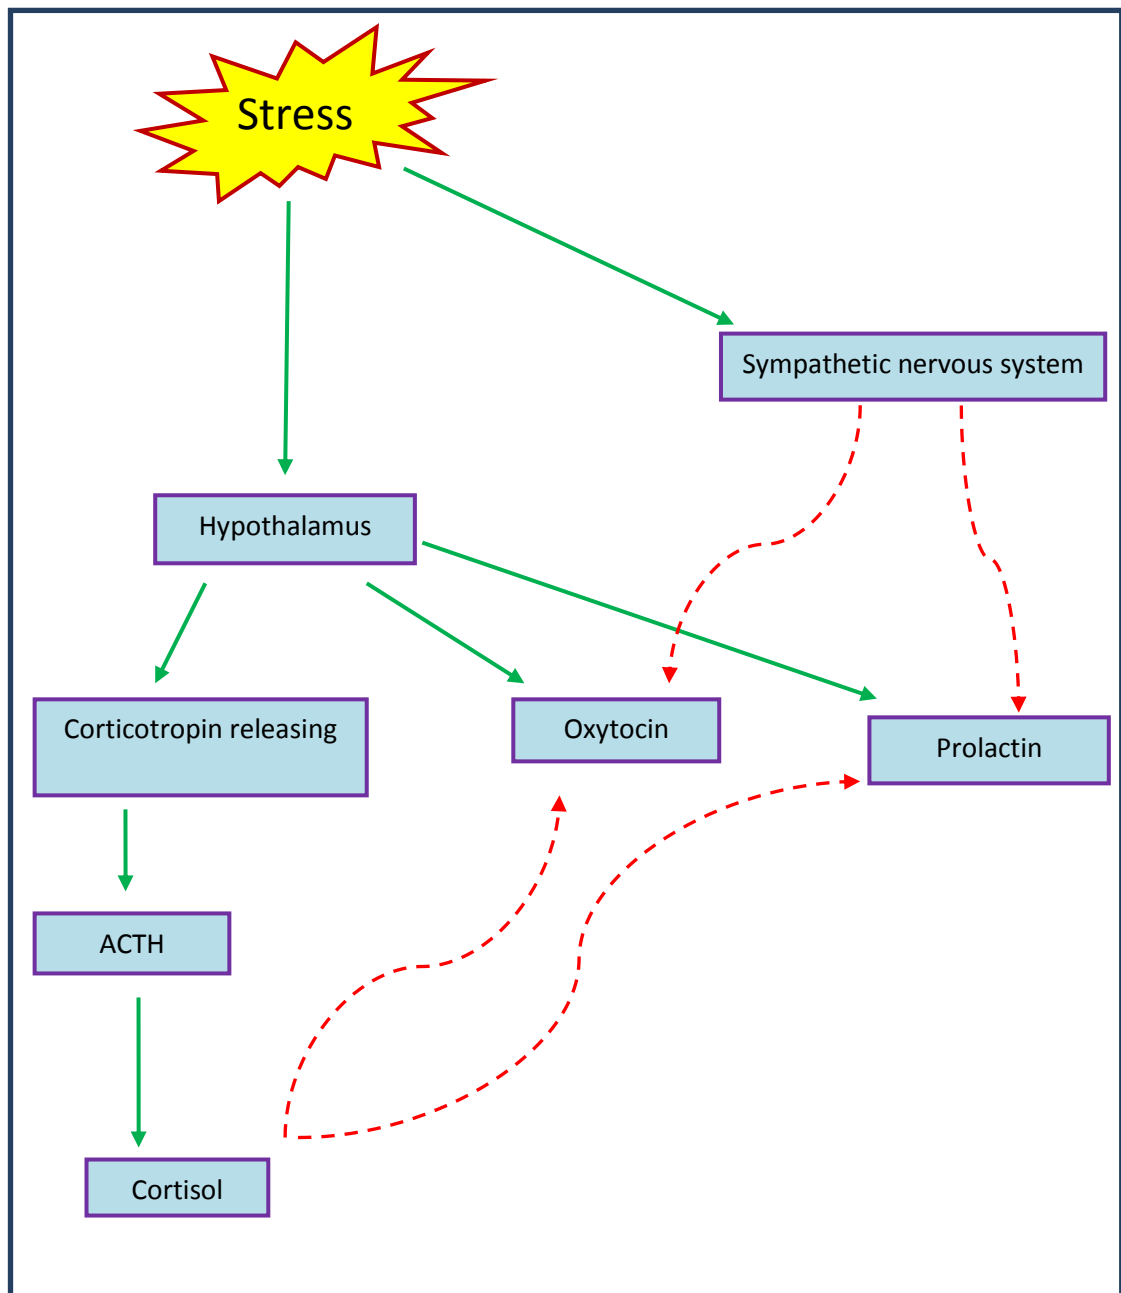 Stress
Sympathetic nervous system
Hypothalamus
Corticotropin releasing
Oxytocin
Prolactin
ACTH
Cortisol